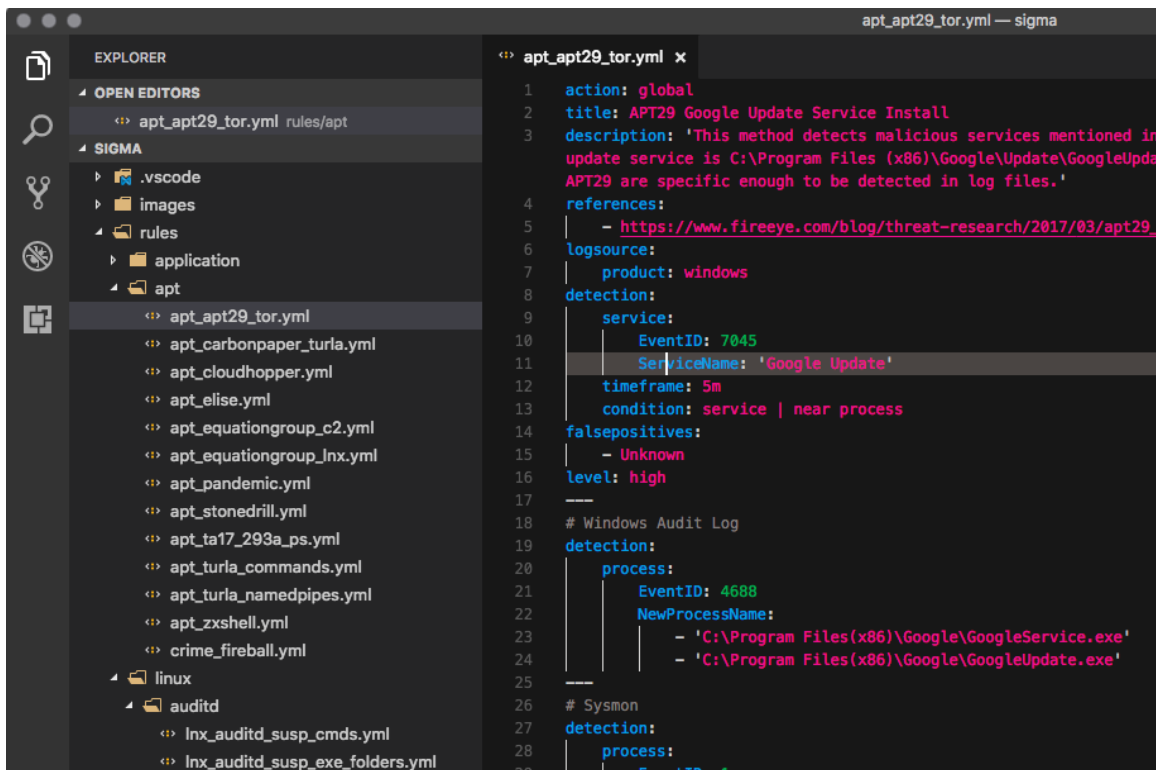 apt_apt29_tor.yml — sigma
EXPLORER
OPEN EDITORS
apt_apt29_tor.yml rules/apt
SIGMA
.vscode
images
rules
application
apt
apt_apt29_tor.yml
apt_carbonpaper_turla.yml
apt_cloudhopper.yml
apt_elise.yml
apt_equationgroup_c2.yml
apt_equationgroup_lnx.yml
apt_pandemic.yml
apt_stonedrill.yml
apt_ta17_293a_ps.yml
apt_turla_commands.yml
apt_turla_namedpipes.yml
apt_zxshell.yml
crime_fireball.yml
linux
auditd
lnx_auditd_susp_cmds.yml
lnx_auditd_susp_exe_folders.yml
apt_apt29_tor.yml ×
1 action: global
2 title: APT29 Google Update Service Install
3 description: 'This method detects malicious services mentioned in
update service is C:\Program Files (x86)\Google\Update\GoogleUpda
APT29 are specific enough to be detected in log files.'
4 references:
5 - https://www.fireeye.com/blog/threat-research/2017/03/apt29_
6 logsource:
7 product: windows
8 detection:
9 service:
10 EventID: 7045
11 ServiceName: 'Google Update'
12 timeframe: 5m
13 condition: service | near process
14 falsepositives:
15 - Unknown
16 level: high
17 ---
18 # Windows Audit Log
19 detection:
20 process:
21 EventID: 4688
22 NewProcessName:
23 - 'C:\Program Files(x86)\Google\GoogleService.exe'
24 - 'C:\Program Files(x86)\Google\GoogleUpdate.exe'
25 ---
26 # Sysmon
27 detection:
28 process: